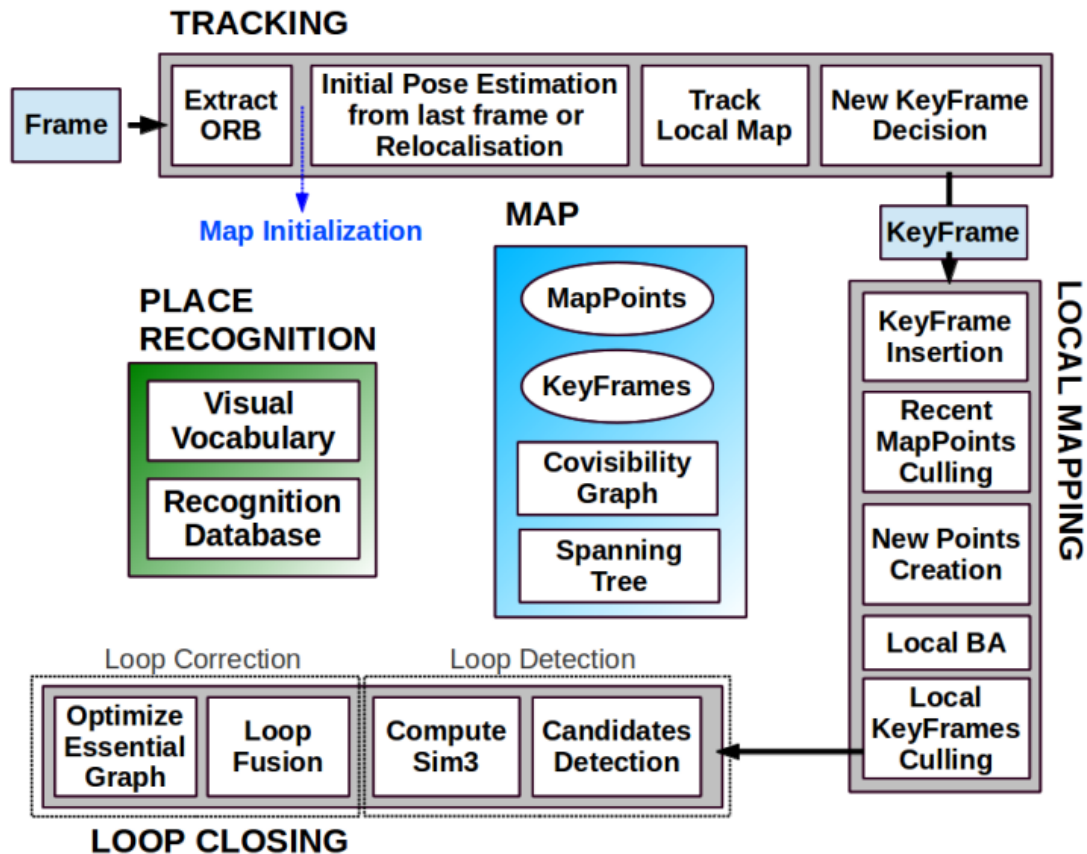 TRACKING
Frame
Extract
ORB
Initial Pose Estimation
from last frame or
Relocalisation
Track
Local Map
New KeyFrame
Decision
Map Initialization
MAP
KeyFrame
MapPoints
KeyFrames
Covisibility
Graph
Spanning
Tree
PLACE
RECOGNITION
Visual
Vocabulary
Recognition
Database
LOCAL MAPPING
KeyFrame
Insertion
Recent
MapPoints
Culling
New Points
Creation
Local BA
Local
KeyFrames
Culling
Loop Correction
Loop Detection
Optimize
Essential
Graph
Loop
Fusion
Compute
Sim3
Candidates
Detection
LOOP CLOSING